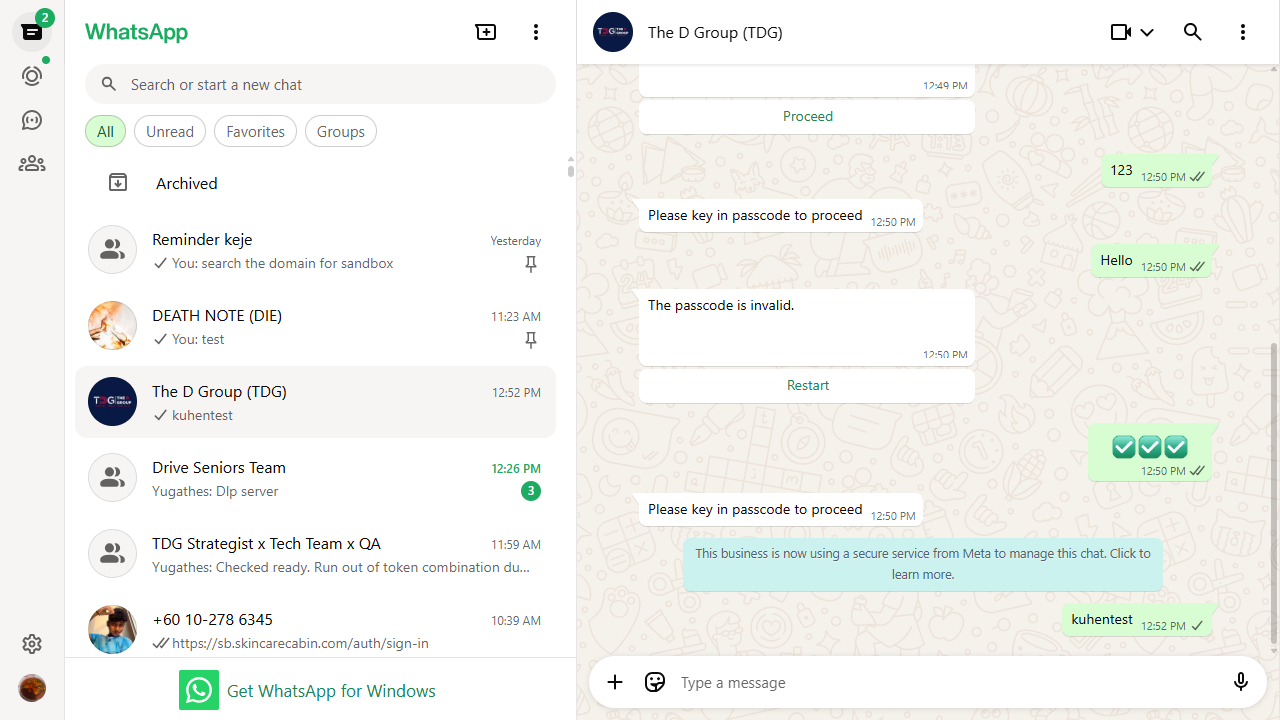 2
WhatsApp
Search or start a new chat
All
Unread
Favorites
Groups
Archived
Reminder keje
Yesterday
You: search the domain for sandbox
DEATH NOTE (DIE)
11:23 AM
You: test
The D Group (TDG)
12:52 PM
kuhentest
Drive Seniors Team
12:26 PM
Yugathes: Dlp server
3
TDG Strategist x Tech Team x QA
11:59 AM
Yugathes: Checked ready. Run out of token combination du...
+60 10-278 6345
10:39 AM
https://sb.skincarecabin.com/auth/sign-in
Get WhatsApp for Windows
The D Group (TDG)
12:49 PM
Proceed
123
12:50 PM
Please key in passcode to proceed
12:50 PM
Hello
12:50 PM
The passcode is invalid.
12:50 PM
Restart
✅✅✅
12:50 PM
Please key in passcode to proceed
12:50 PM
This business is now using a secure service from Meta to manage this chat. Click to
learn more.
kuhentest
12:52 PM
Type a message